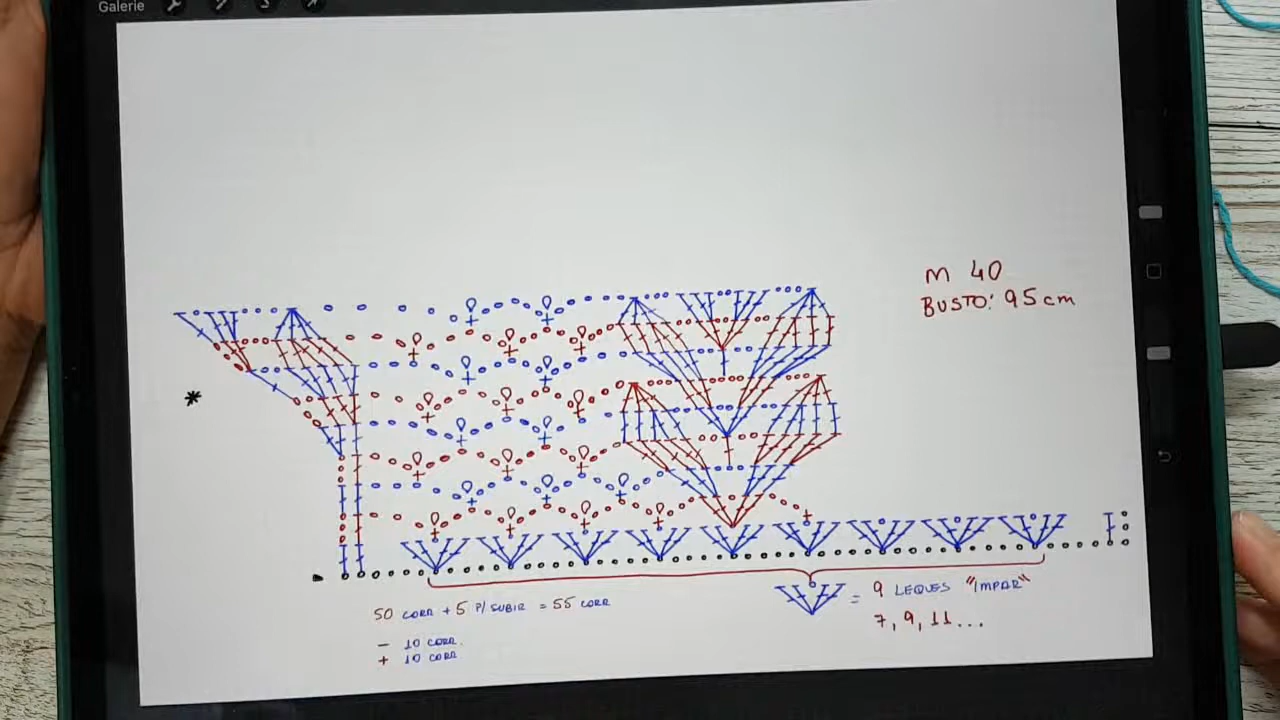 Galerie
M 40
BUSTO: 95 cm
*
= 9 LEQUES "IMPAR"
7, 9, 11...
50 CORR + 5 P/ SUBIR = 55 CORR
- 10 CORR.
+ 10 CORR